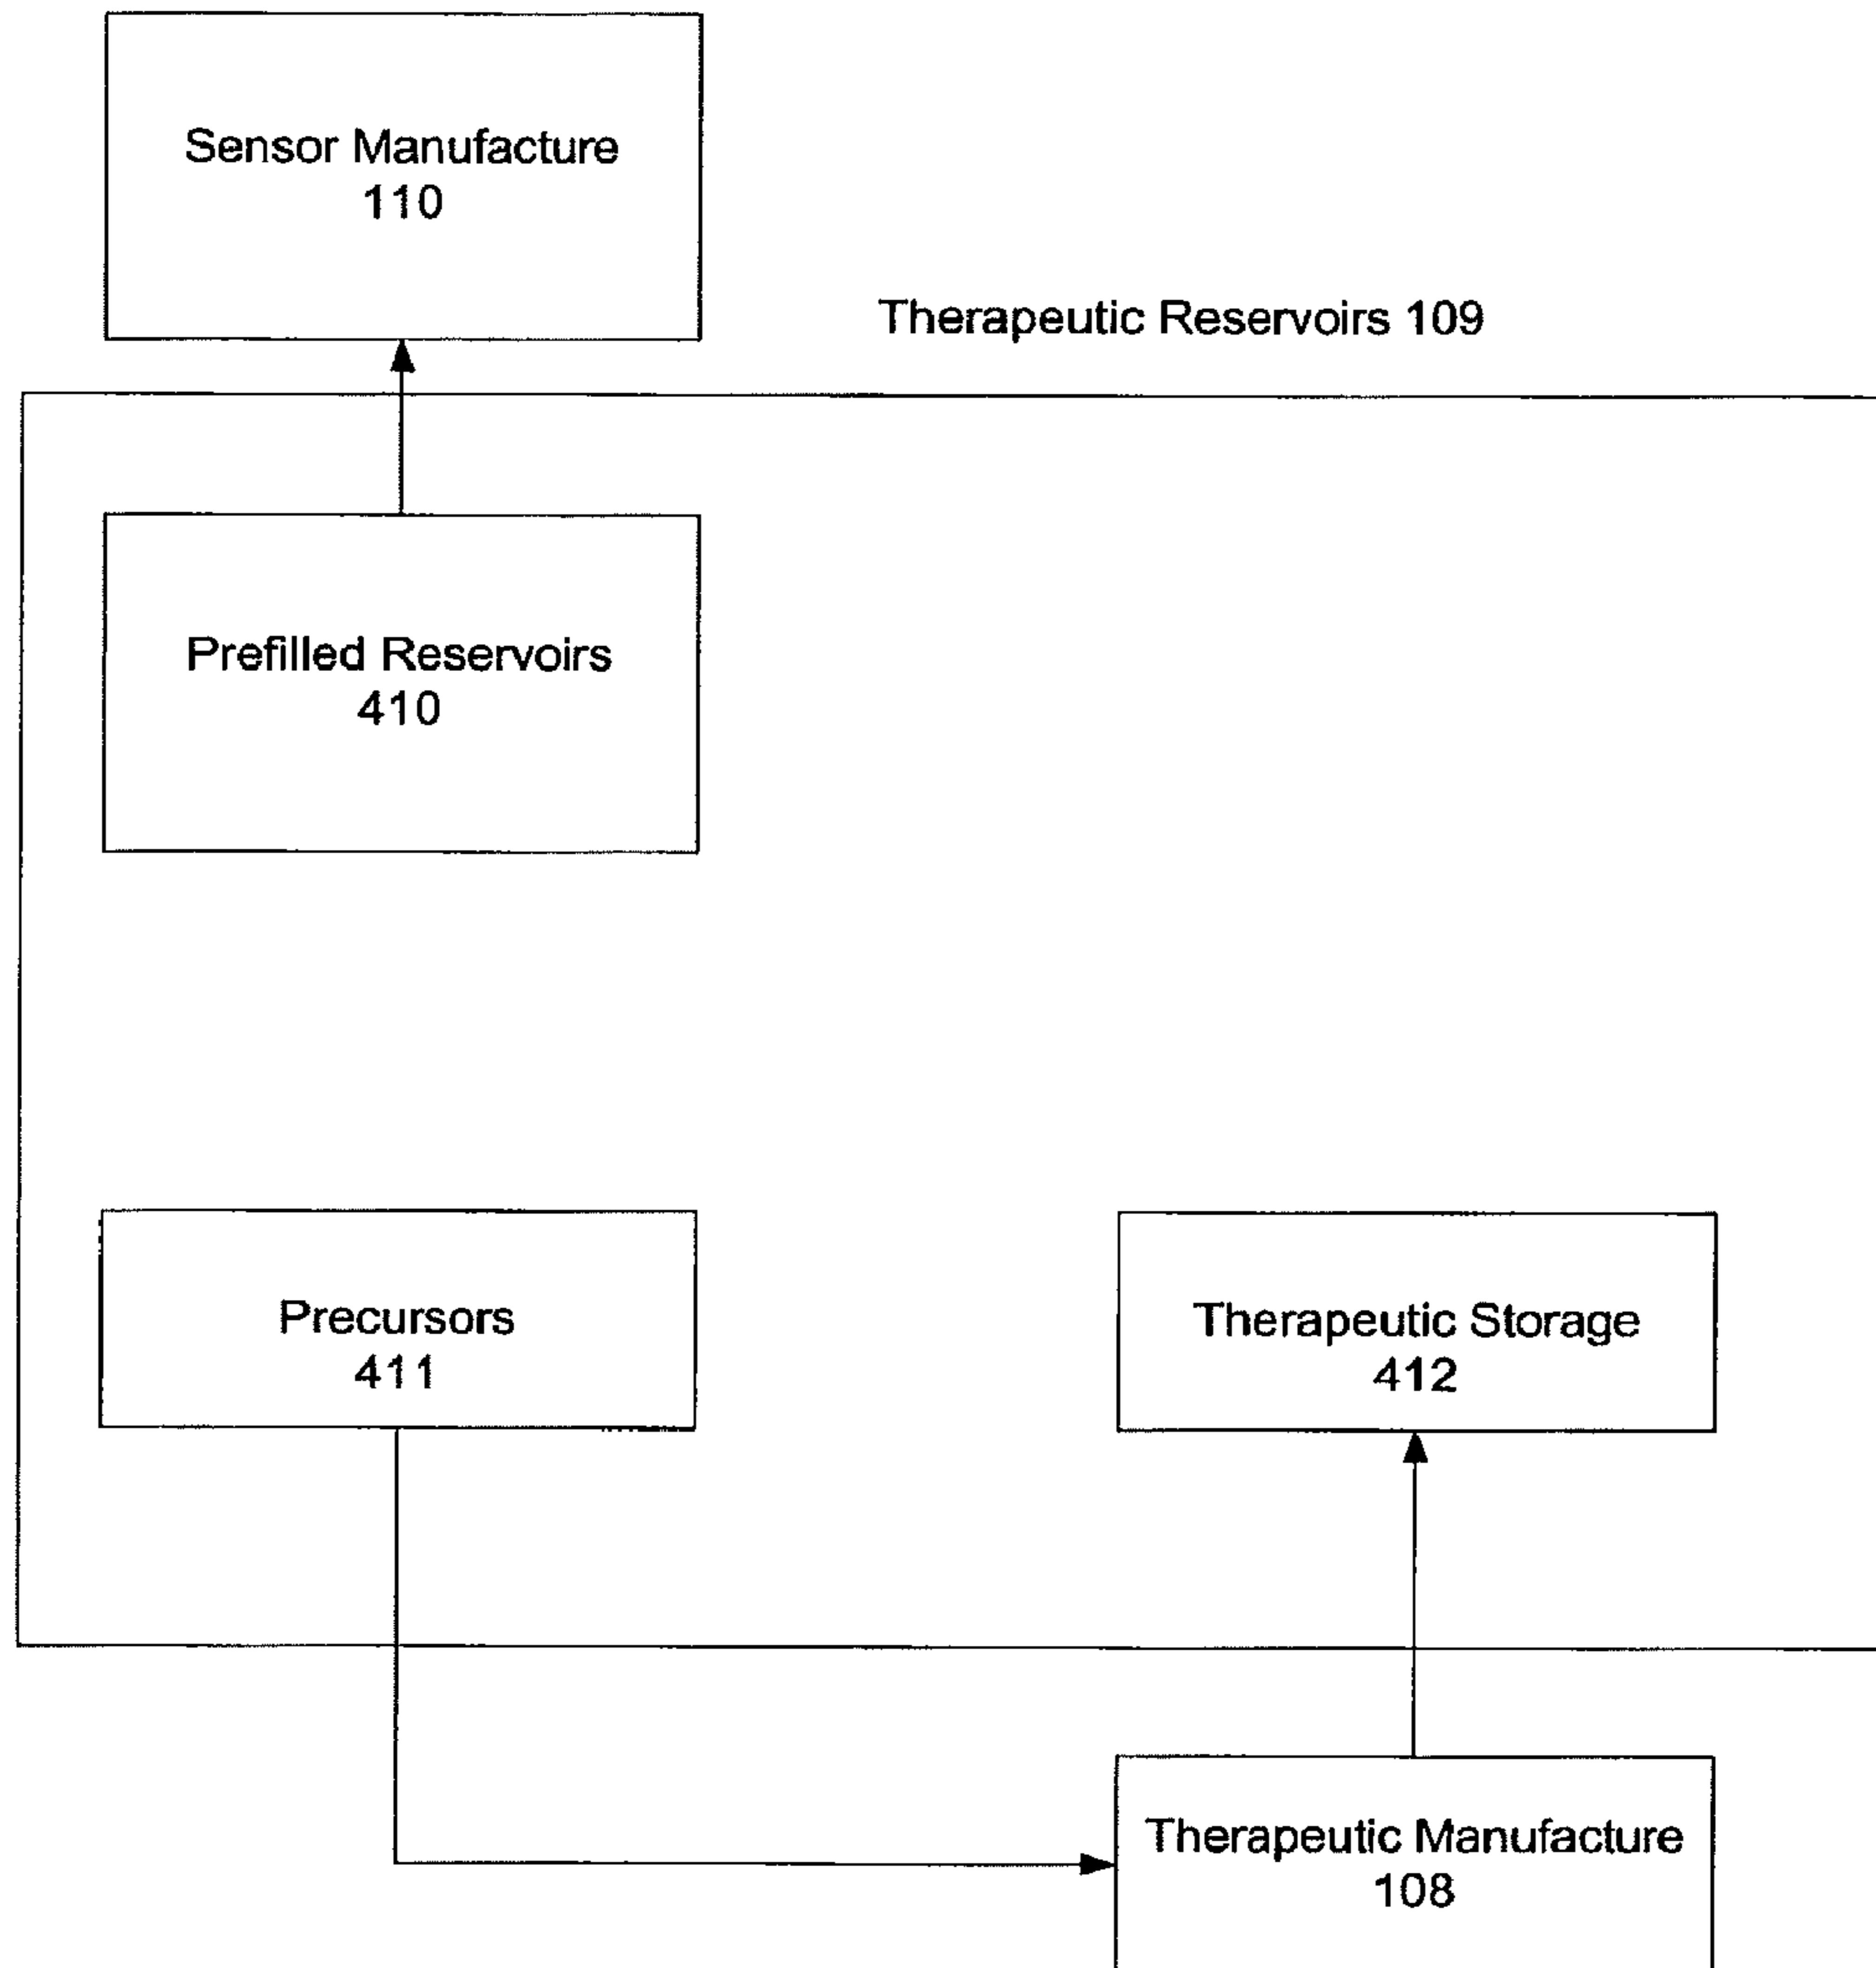 Sensor Manufacture
110
Therapeutic Reservoirs 109
Prefilled Reservoirs
410
Precursors
411
Therapeutic Storage
412
Therapeutic Manufacture
108